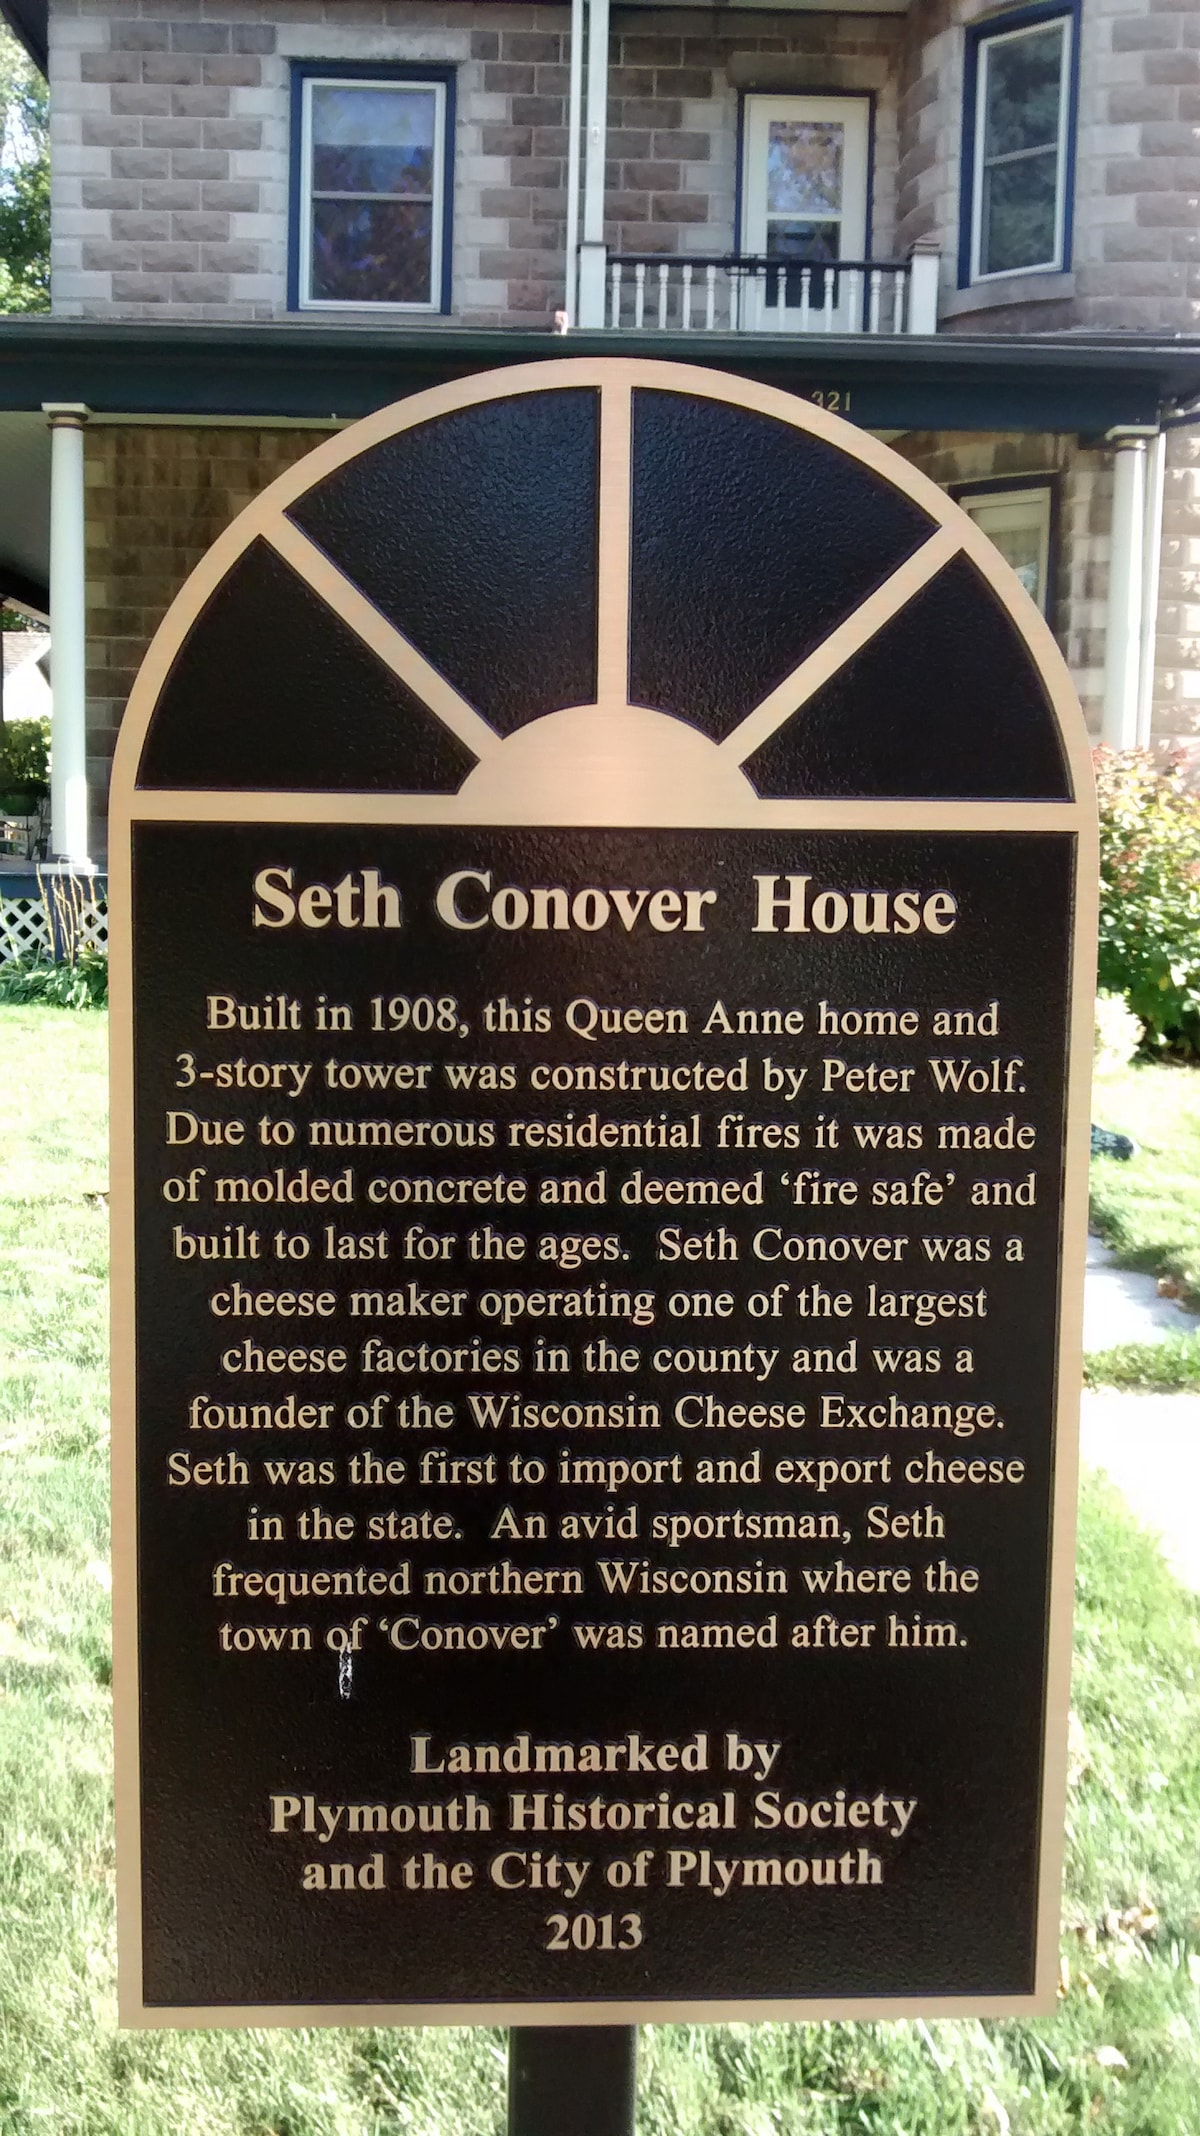 321
Seth Conover House
Built in 1908, this Queen Anne home and
3-story tower was constructed by Peter Wolf.
Due to numerous residential fires it was made
of molded concrete and deemed ‘fire safe’ and
built to last for the ages. Seth Conover was a
cheese maker operating one of the largest
cheese factories in the county and was a
founder of the Wisconsin Cheese Exchange.
Seth was the first to import and export cheese
in the state. An avid sportsman, Seth
frequented northern Wisconsin where the
town of ‘Conover’ was named after him.
Landmarked by
Plymouth Historical Society
and the City of Plymouth
2013